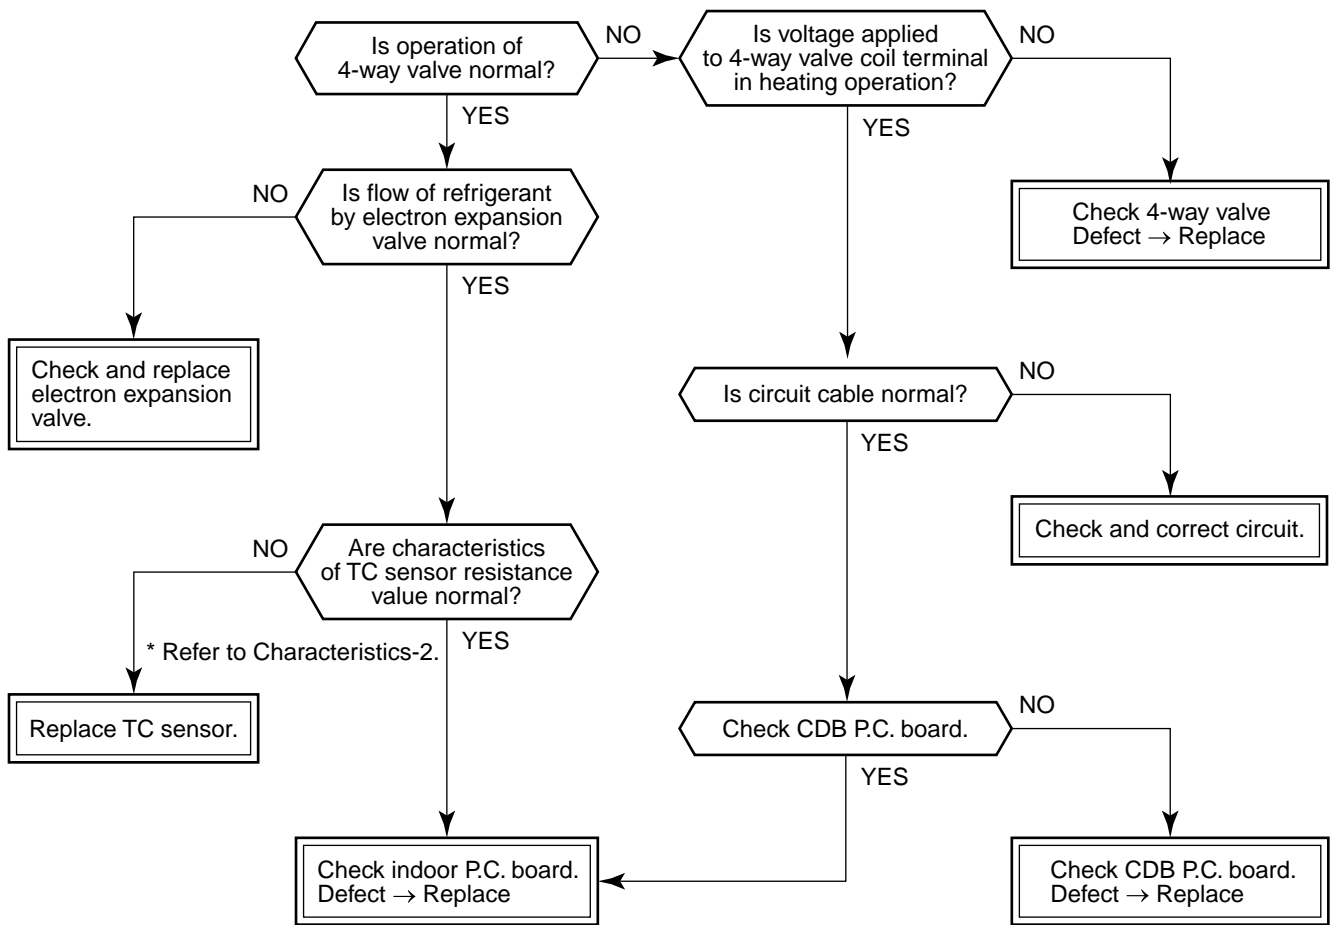 Is operation of
4-way valve normal?
NO
Is voltage applied
to 4-way valve coil terminal
in heating operation?
NO
YES
YES
Check 4-way valve
Defect → Replace
NO
Is flow of refrigerant
by electron expansion
valve normal?
YES
Check and replace
electron expansion
valve.
Is circuit cable normal?
NO
YES
Check and correct circuit.
NO
Are characteristics
of TC sensor resistance
value normal?
YES
* Refer to Characteristics-2.
Replace TC sensor.
Check CDB P.C. board.
NO
YES
Check indoor P.C. board.
Defect → Replace
Check CDB P.C. board.
Defect → Replace